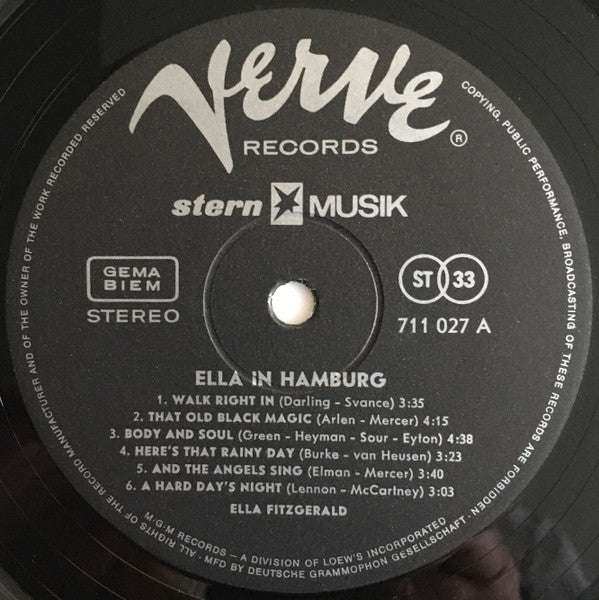 Verve
RECORDS
®
stern MUSIK
GEMA
BIEM
STEREO
ST 33
711 027 A
ELLA IN HAMBURG
1. WALK RIGHT IN (Darling - Svance) 3:35
2. THAT OLD BLACK MAGIC (Arlen - Mercer) 4:15
3. BODY AND SOUL (Green - Heyman - Sour - Eyton) 4:38
4. HERE'S THAT RAINY DAY (Burke - van Heusen) 3:23
5. AND THE ANGELS SING (Elman - Mercer) 3:40
6. A HARD DAY'S NIGHT (Lennon - McCartney) 3:03
ELLA FITZGERALD
M·G·M RECORDS – A DIVISION OF LOEW'S INCORPORATED
· ALL RIGHTS OF THE RECORD MANUFACTURER AND OF THE OWNER OF THE WORK RECORDED RESERVED
COPYING, PUBLIC PERFORMANCE, BROADCASTING OF THESE RECORDS ARE FORBIDDEN ·
MFD BY DEUTSCHE GRAMMOPHON GESELLSCHAFT ·